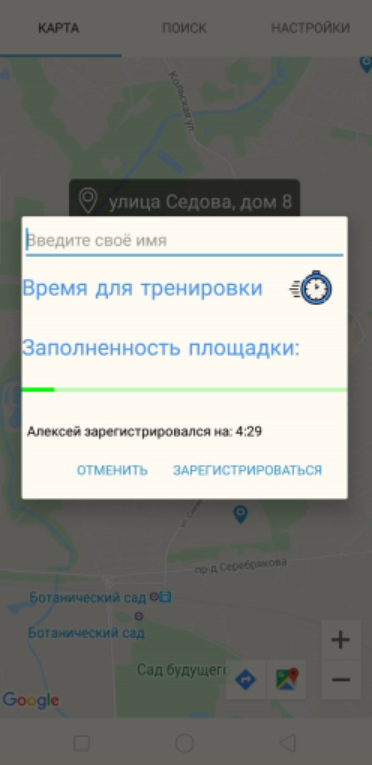 КАРТА ПОИСК НАСТРОЙКИ
Кольская ул.
улица Седова, дом 8
Введите своё имя
Время для тренировки
Заполненность площадки:
Алексей зарегистрировался на: 4:29
ОТМЕНИТЬ ЗАРЕГИСТРИРОВАТЬСЯ
пр-д Серебрякова
Ботанический сад
Ботанический сад
Сад будущего
Google